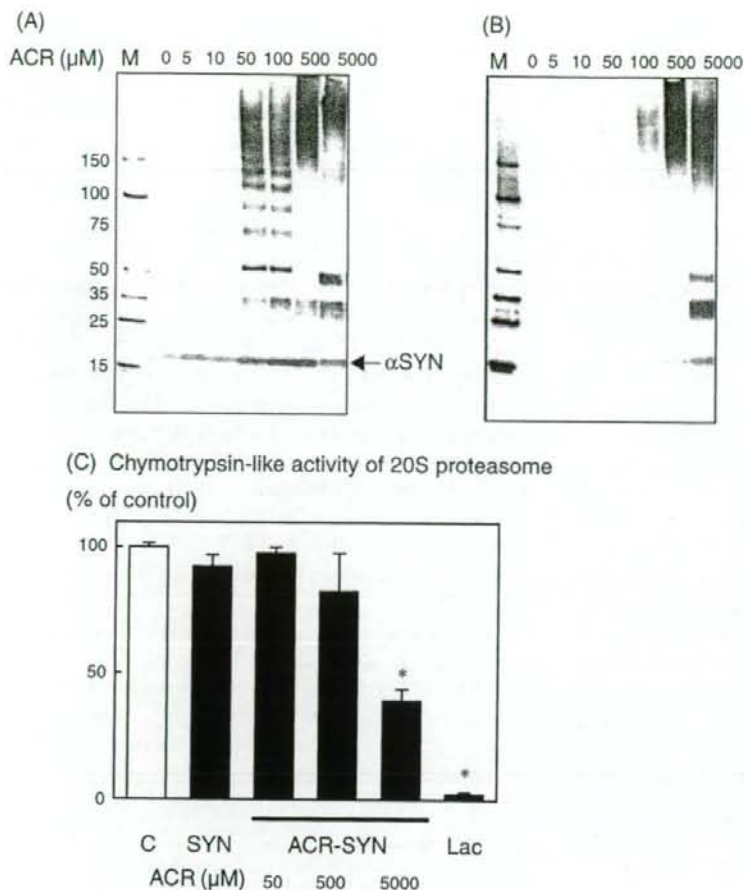 (A)
ACR (μM) M 0 5 10 50 100 500 5000
150
100
75
50
35
25
15
αSYN
(B)
M 0 5 10 100 500 5000
(C) Chymotrypsin-like activity of 20S proteasome
(% of control)
100
50
0
*
*
C SYN ACR-SYN Lac
ACR (μM) 50 500 5000